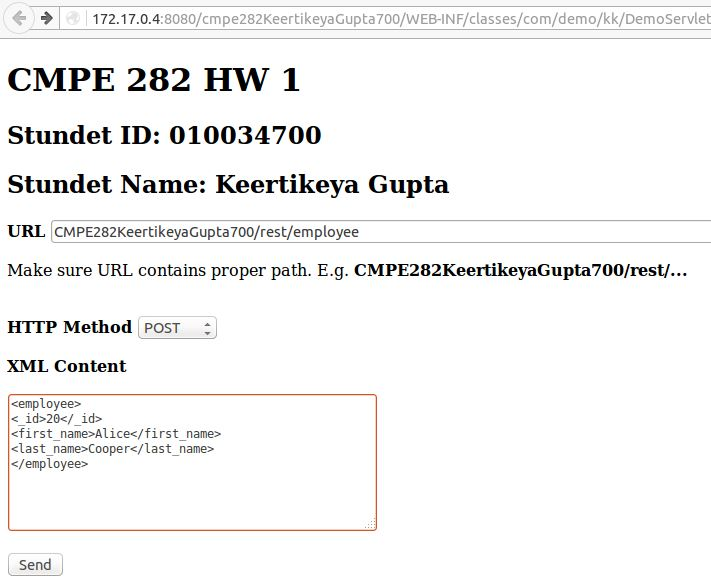 172.17.0.4:8080/cmpe282KeertikeyaGupta700/WEB-INF/classes/com/demo/kk/DemoServlet
CMPE 282 HW 1
Stundet ID: 010034700
Stundet Name: Keertikeya Gupta
URL CMPE282KeertikeyaGupta700/rest/employee
Make sure URL contains proper path. E.g. CMPE282KeertikeyaGupta700/rest/...
HTTP Method POST
XML Content
<employee>
<_id>20</_id>
<first_name>Alice</first_name>
<last_name>Cooper</last_name>
</employee>
Send